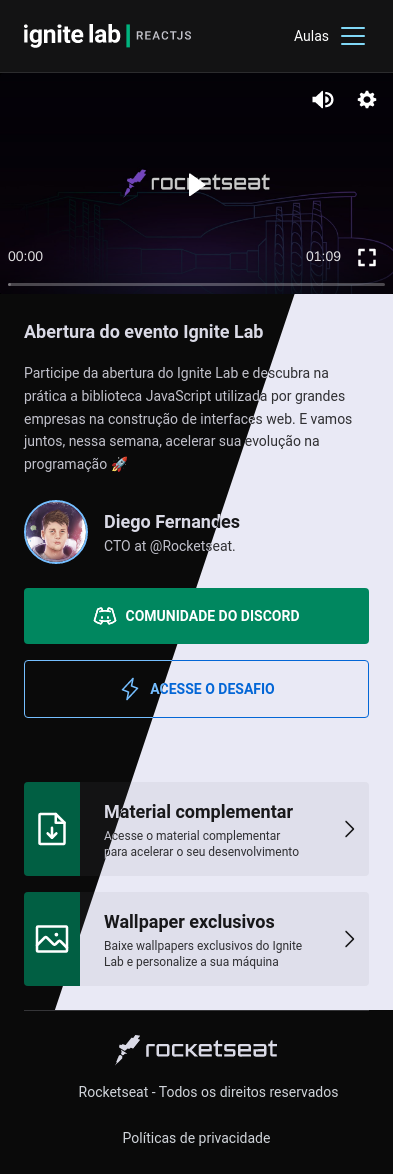 ignite lab | REACTJS
Aulas
rocketseat
00:00
01:09
Abertura do evento Ignite Lab
Participe da abertura do Ignite Lab e descubra na
prática a biblioteca JavaScript utilizada por grandes
empresas na construção de interfaces web. E vamos
juntos, nessa semana, acelerar sua evolução na
programação 🚀
Diego Fernandes
CTO at @Rocketseat.
COMUNIDADE DO DISCORD
ACESSE O DESAFIO
Material complementar
Acesse o material complementar
para acelerar o seu desenvolvimento
Wallpaper exclusivos
Baixe wallpapers exclusivos do Ignite
Lab e personalize a sua máquina
rocketseat
Rocketseat - Todos os direitos reservados
Políticas de privacidade